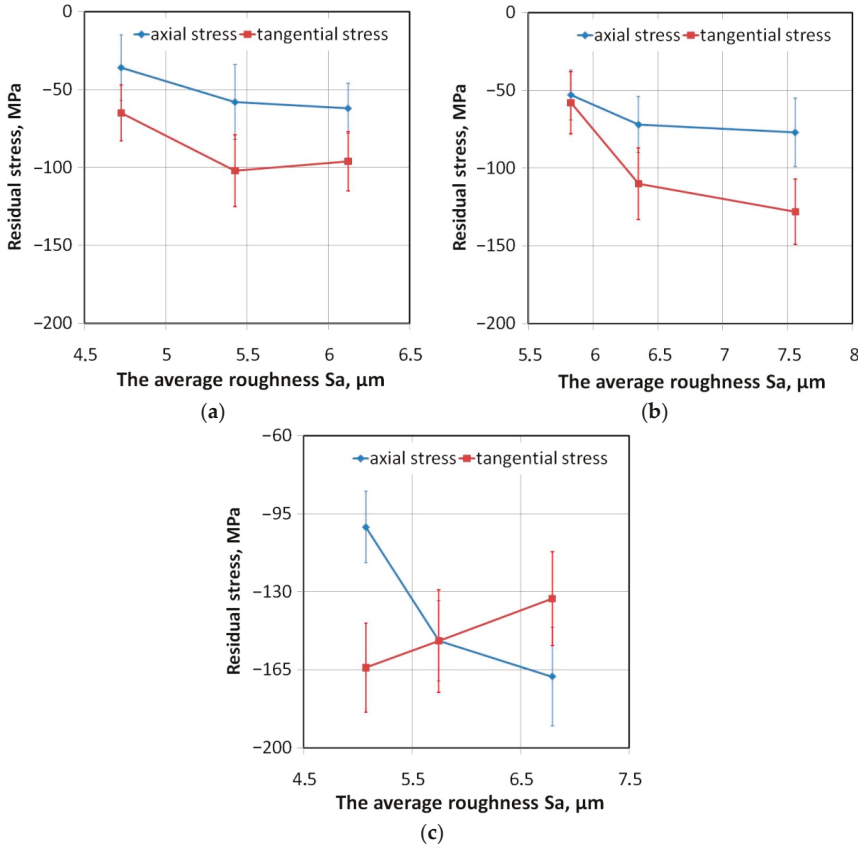 0
axial stress tangential stress
−50
−100
−150
−200
Residual stress, MPa
4.5 5 5.5 6 6.5
The average roughness Sa, μm
(a)
0
axial stress tangential stress
−50
−100
−150
−200
Residual stress, MPa
5.5 6 6.5 7 7.5 8
The average roughness Sa, μm
(b)
−60
axial stress tangential stress
−95
−130
−165
−200
Residual stress, MPa
4.5 5.5 6.5 7.5
The average roughness Sa, μm
(c)